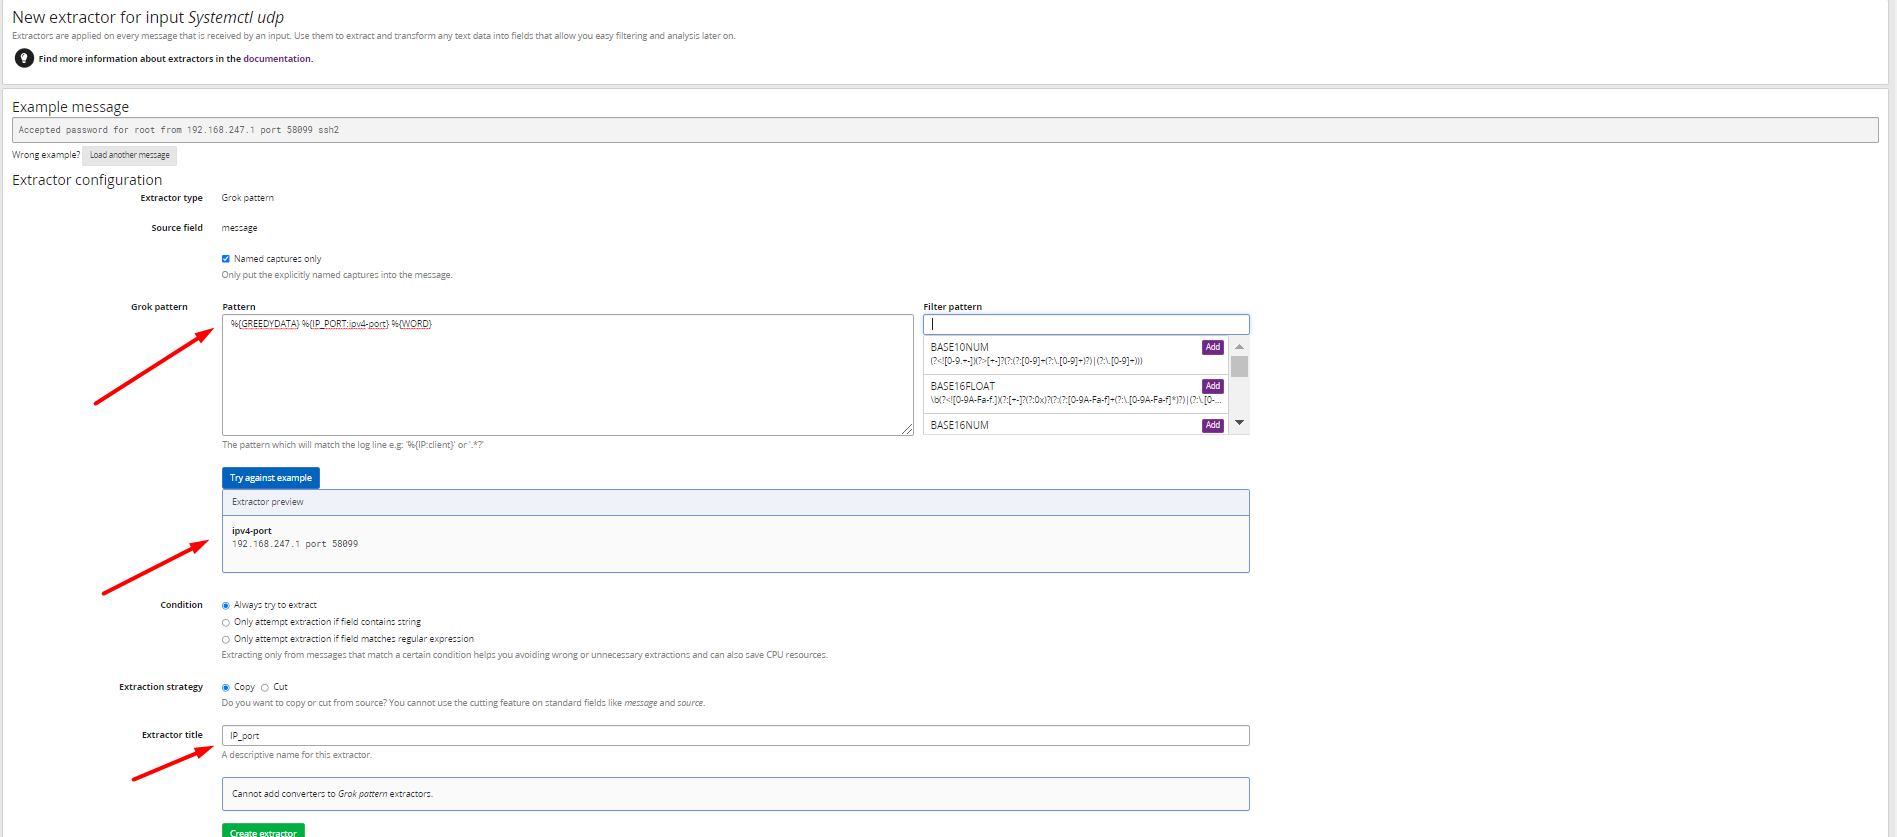 New extractor for input Systemctl udp
Extractors are applied on every message that is received by an input. Use them to extract and transform any text data into fields that allow you easy filtering and analysis later on.
Find more information about extractors in the documentation.
Example message
Accepted password for root from 192.168.247.1 port 58099 ssh2
Wrong example? Load another message
Extractor configuration
Extractor type Grok pattern
Source field message
Named captures only
Only put the explicitly named captures into the message.
Grok pattern Pattern Filter pattern
%{GREEDYDATA} %{IP_PORT:ipv4-port} %{WORD}
BASE10NUM Add
(?<![0-9.+-])(?>[+-]?(?:(?:[0-9]+(?:\.[0-9]+)?)|(?:\.[0-9]+)))
BASE16FLOAT Add
\b(?<![0-9A-Fa-f.])(?:[+-]?(?:0x)?(?:(?:[0-9A-Fa-f]+(?:\.[0-9A-Fa-f]*)?)|(?:\.[0-...
BASE16NUM Add
The pattern which will match the log line e.g: '%{IP:client}' or '.*?'
Try against example
Extractor preview
ipv4-port
192.168.247.1 port 58099
Condition Always try to extract
Only attempt extraction if field contains string
Only attempt extraction if field matches regular expression
Extracting only from messages that match a certain condition helps you avoiding wrong or unnecessary extractions and can also save CPU resources.
Extraction strategy Copy Cut
Do you want to copy or cut from source? You cannot use the cutting feature on standard fields like message and source.
Extractor title IP_port
A descriptive name for this extractor.
Cannot add converters to Grok pattern extractors.
Create extractor